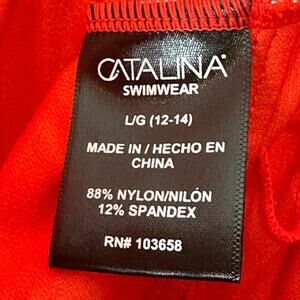 CATALINA®
SWIMWEAR
L/G (12-14)
MADE IN / HECHO EN
CHINA
88% NYLON/NILÓN
12% SPANDEX
RN# 103658